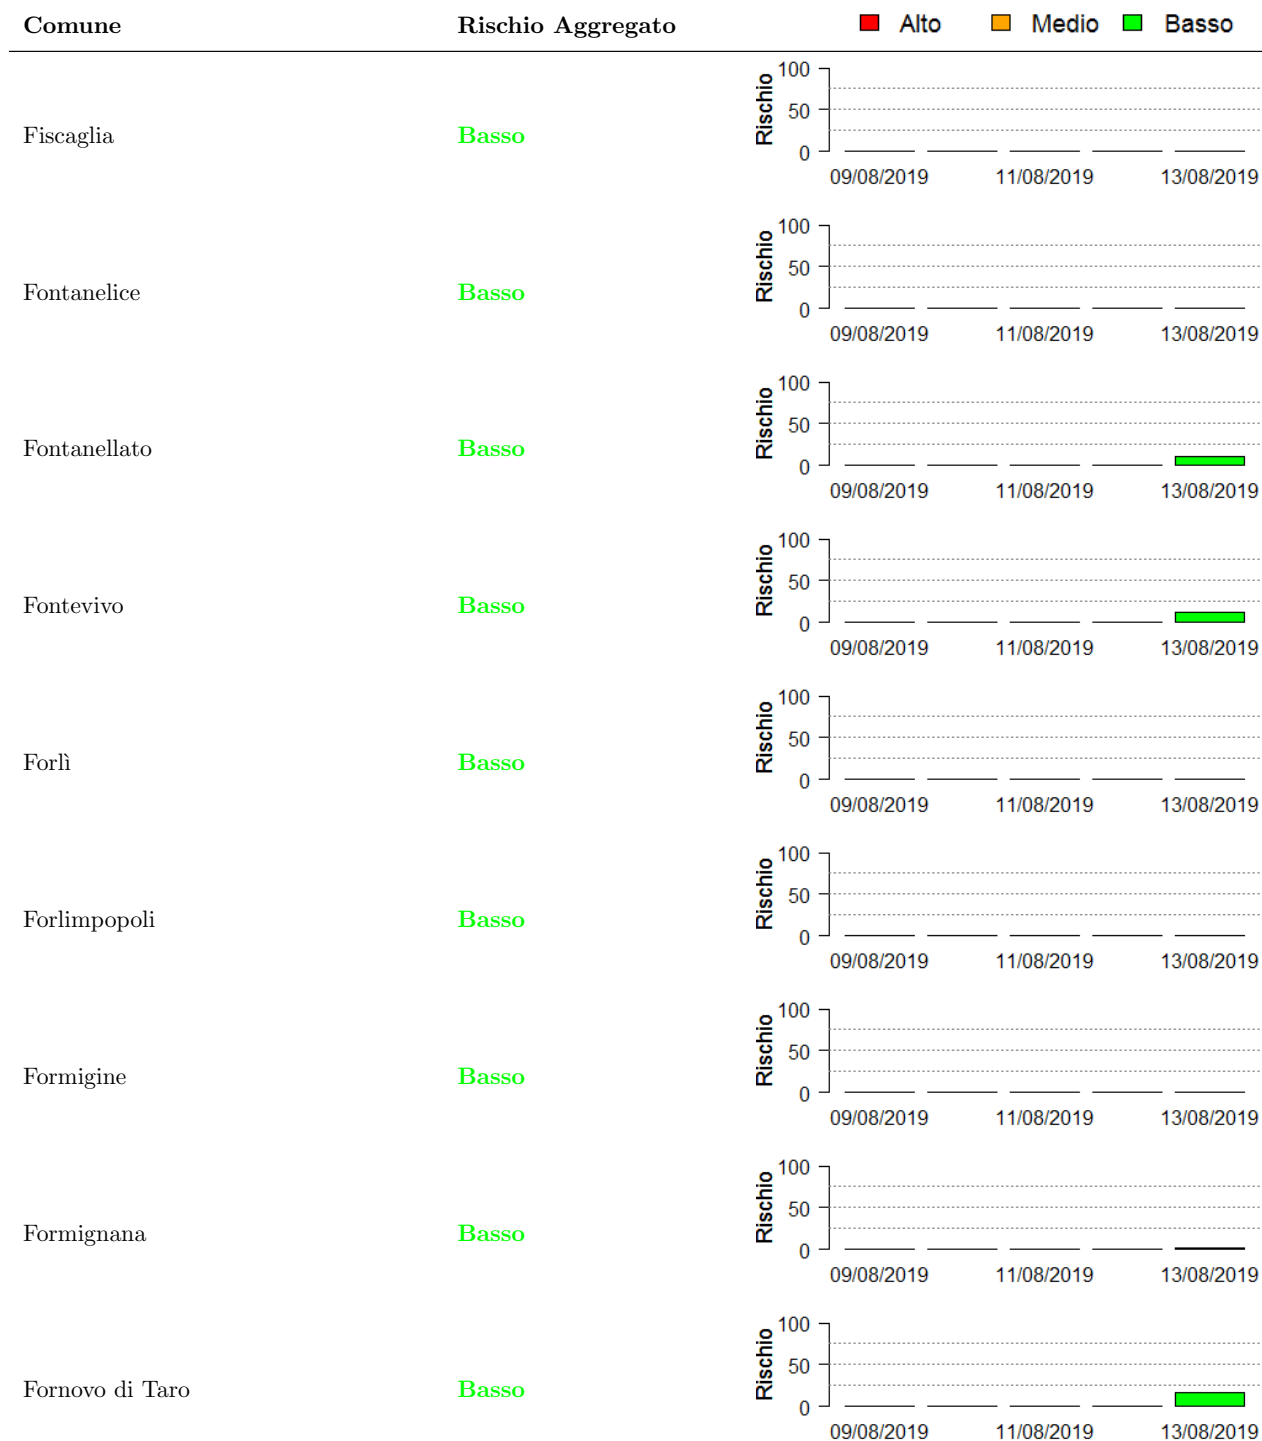 Comune Rischio Aggregato Alto Medio Basso
Fiscaglia Basso
Rischio
100
50
0
09/08/2019 11/08/2019 13/08/2019
Fontanelice Basso
Rischio
100
50
0
09/08/2019 11/08/2019 13/08/2019
Fontanellato Basso
Rischio
100
50
0
09/08/2019 11/08/2019 13/08/2019
Fontevivo Basso
Rischio
100
50
0
09/08/2019 11/08/2019 13/08/2019
Forlì Basso
Rischio
100
50
0
09/08/2019 11/08/2019 13/08/2019
Forlimpopoli Basso
Rischio
100
50
0
09/08/2019 11/08/2019 13/08/2019
Formigine Basso
Rischio
100
50
0
09/08/2019 11/08/2019 13/08/2019
Formignana Basso
Rischio
100
50
0
09/08/2019 11/08/2019 13/08/2019
Fornovo di Taro Basso
Rischio
100
50
0
09/08/2019 11/08/2019 13/08/2019